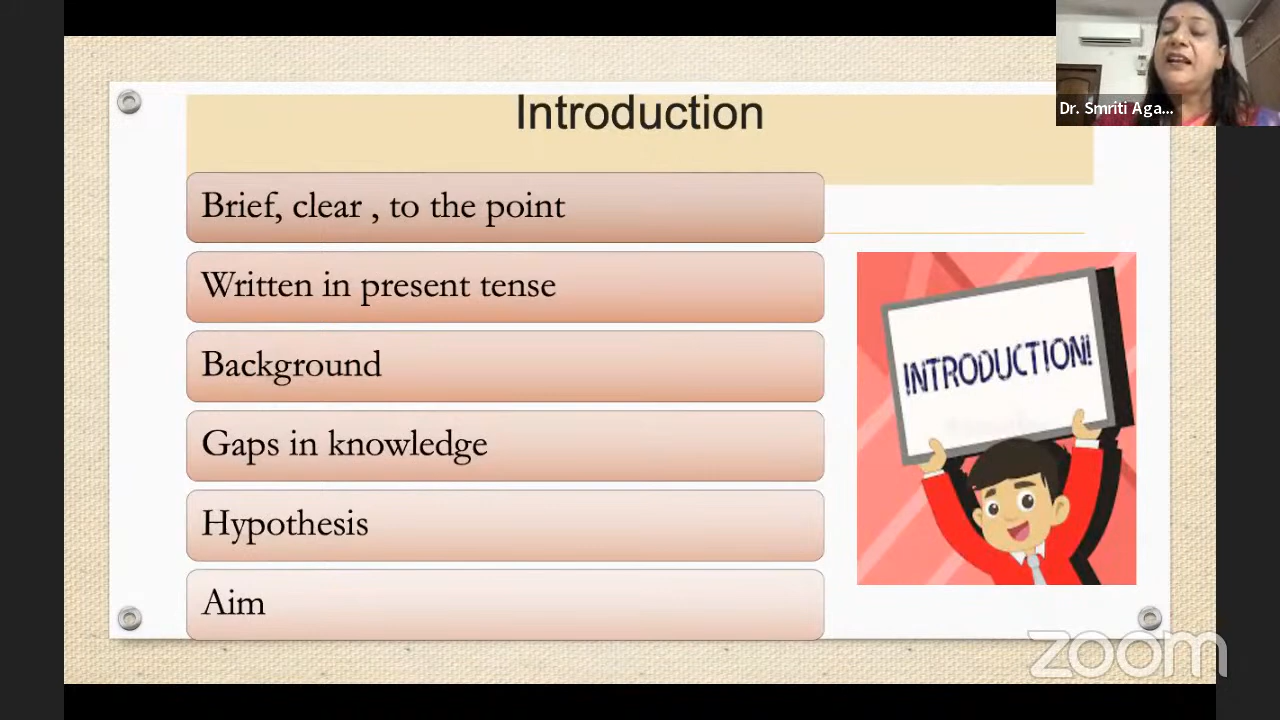 Introduction
Dr. Smriti Aga...
Brief, clear , to the point
Written in present tense
Background
Gaps in knowledge
Hypothesis
Aim
INTRODUCTION!
zoom